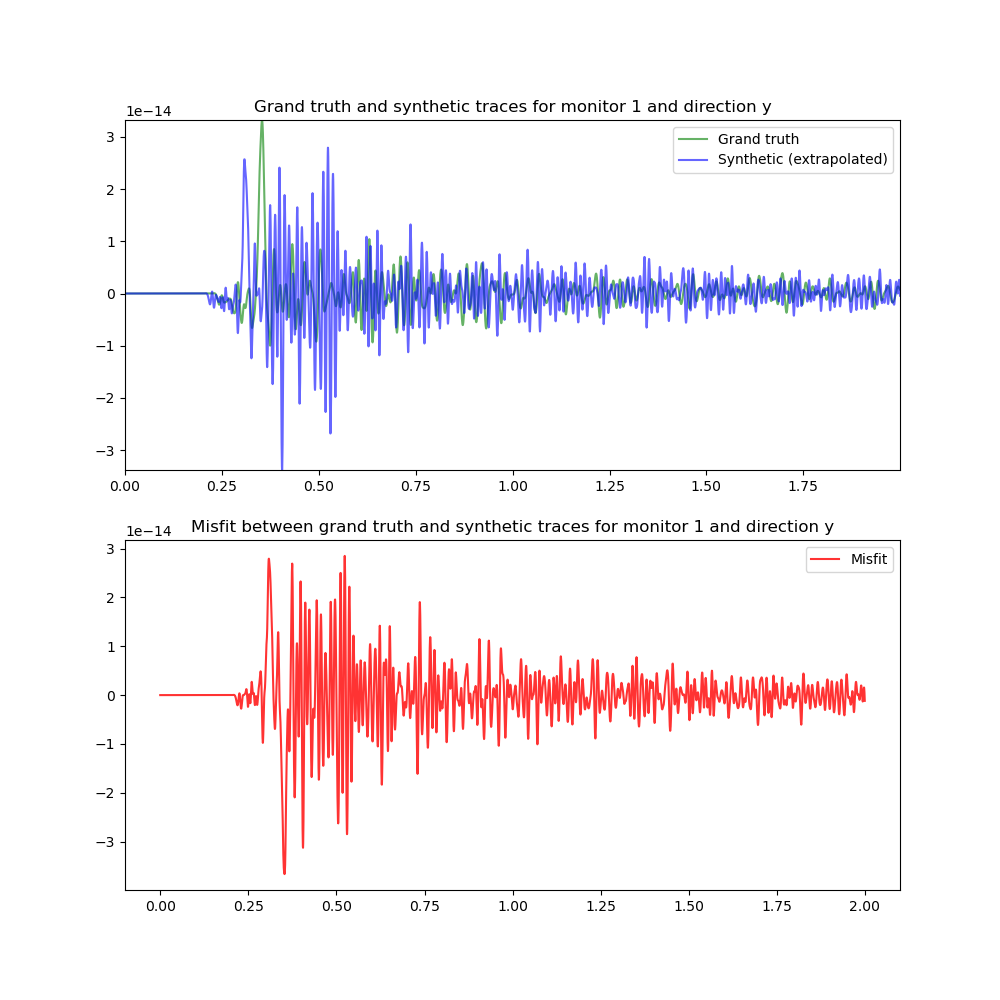 Grand truth and synthetic traces for monitor 1 and direction y
1e−14
Grand truth
Synthetic (extrapolated)
3
2
1
0
−1
−2
−3
0.00 0.25 0.50 0.75 1.00 1.25 1.50 1.75
Misfit between grand truth and synthetic traces for monitor 1 and direction y
1e−14
Misfit
3
2
1
0
−1
−2
−3
0.00 0.25 0.50 0.75 1.00 1.25 1.50 1.75 2.00